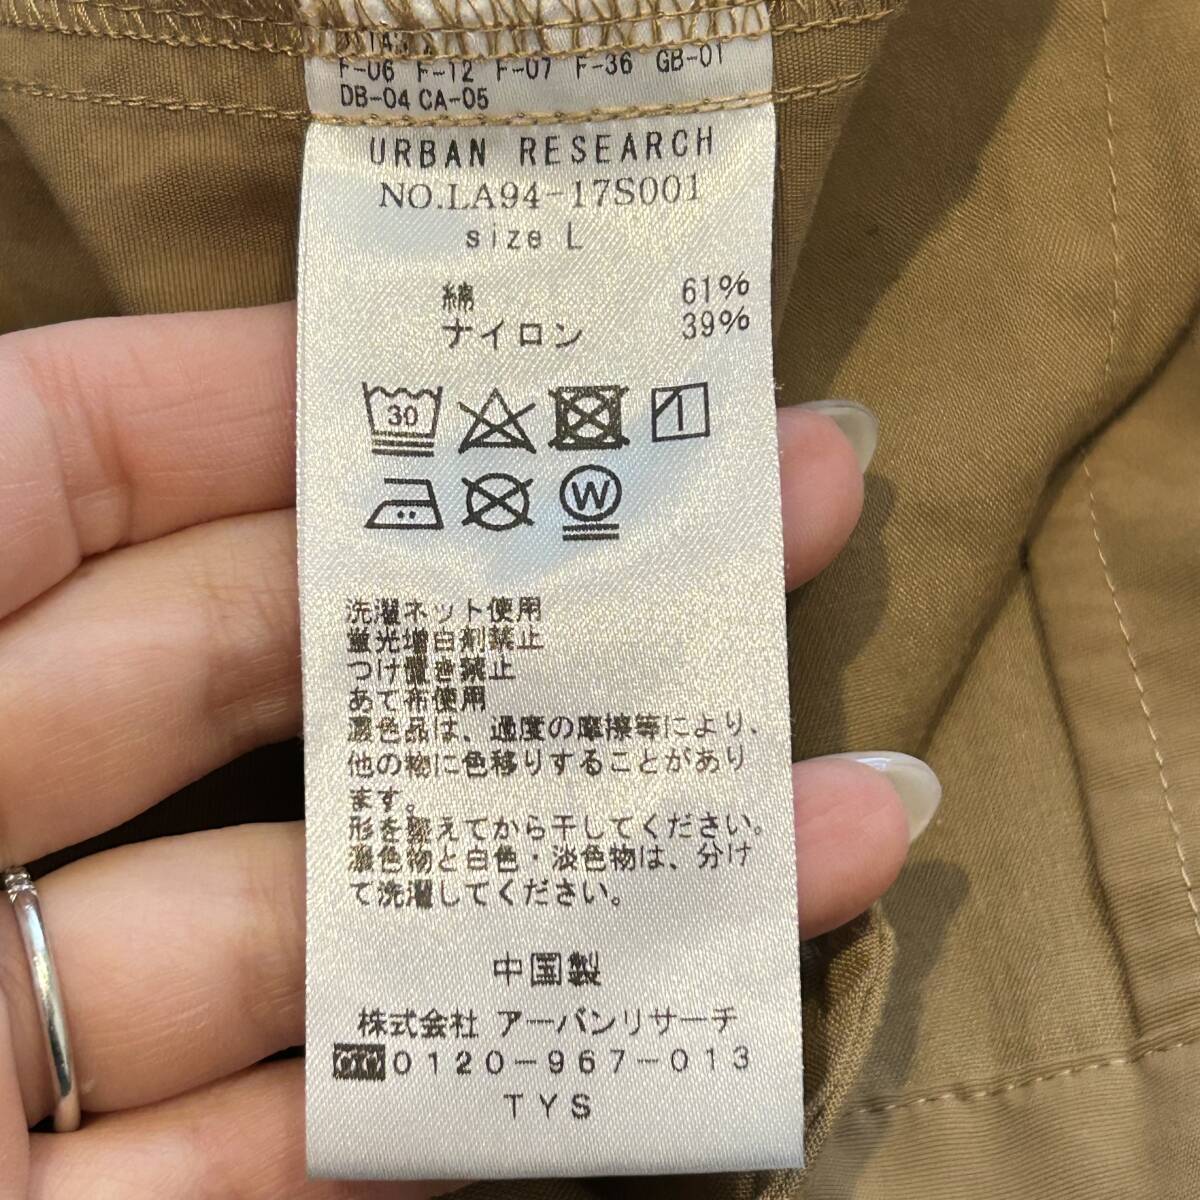 F-06 F-12 F-07 F-36 GB-01
DB-04 CA-05
URBAN RESEARCH
NO.LA94-17S001
size L
綿 61%
ナイロン 39%
30
W
洗濯ネット使用
蛍光増白剤禁止
つけ置き禁止
あて布使用
濃色品は、過度の摩擦等により、
他の物に色移りすることがあり
ます。
形を整えてから干してください。
濃色物と白色・淡色物は、分け
て洗濯してください。
中国製
株式会社 アーバンリサーチ
0120-967-013
TYS